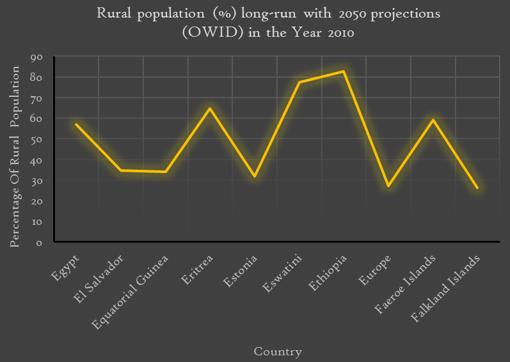 Rural population (%) long-run with 2050 projections
(OWID) in the Year 2010
Percentage Of Rural Population
90
80
70
60
50
40
30
20
10
0
Egypt
El Salvador
Equatorial Guinea
Eritrea
Estonia
Eswatini
Ethiopia
Europe
Faeroe Islands
Falkland Islands
Country